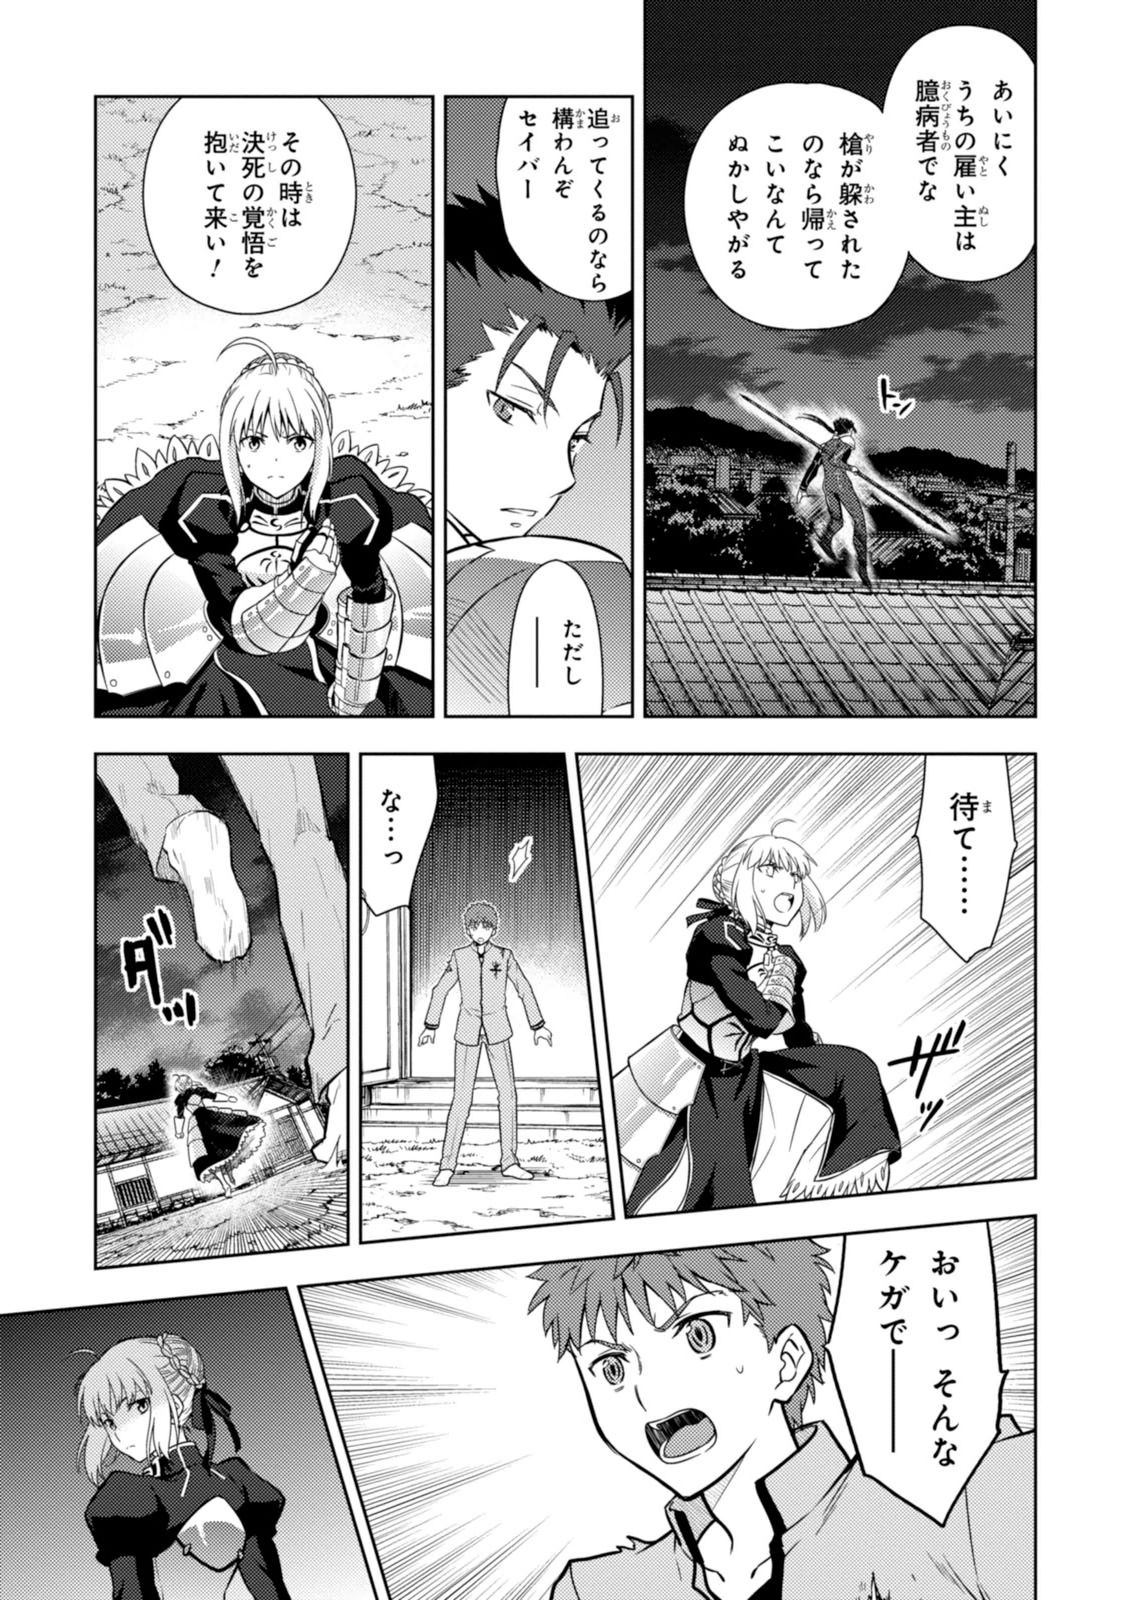 あいにく
うちの雇い主は
臆病者でな
槍が躱された
のなら帰って
こいなんて
ぬかしやがる
トン
追ってくるのなら
構わんぞ
セイバー
ただし
――
その時は
決死の覚悟を
抱いて来い!
待て……
ザッ
な…っ
ダッ
おいっ そんな
ケガで――